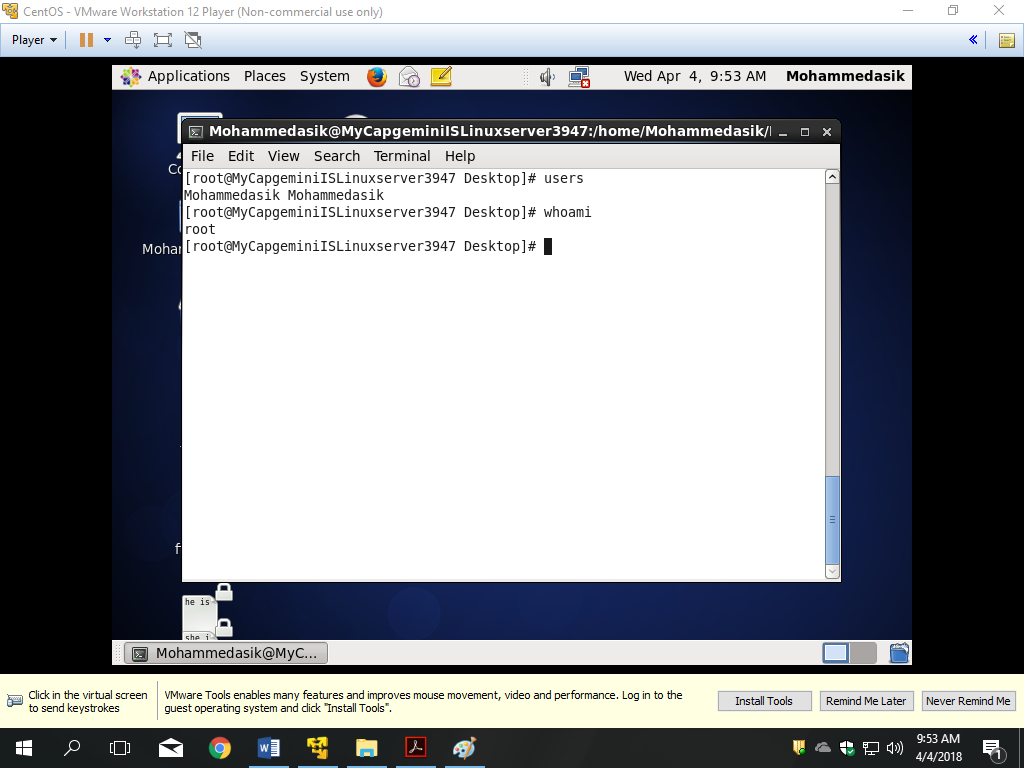 CentOS - VMware Workstation 12 Player (Non-commercial use only)
Player
Applications Places System Wed Apr 4, 9:53 AM Mohammedasik
Mohammedasik@MyCapgeminiISLinuxserver3947:/home/Mohammedasik/
File Edit View Search Terminal Help
[root@MyCapgeminiISLinuxserver3947 Desktop]# users
Mohammedasik Mohammedasik
[root@MyCapgeminiISLinuxserver3947 Desktop]# whoami
root
[root@MyCapgeminiISLinuxserver3947 Desktop]#
Co
Mohar
f
he is
she i
Mohammedasik@MyC...
Click in the virtual screen
to send keystrokes
VMware Tools enables many features and improves mouse movement, video and performance. Log in to the
guest operating system and click "Install Tools".
Install Tools Remind Me Later Never Remind Me
9:53 AM
4/4/2018
1